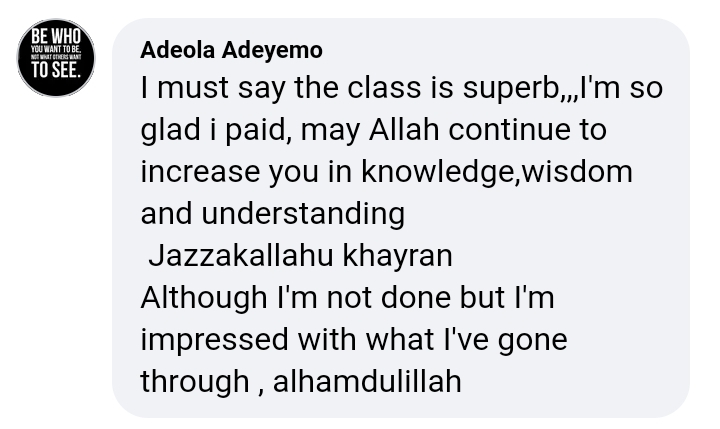 BE WHO
YOU WANT TO BE,
NOT WHAT OTHERS WANT
TO SEE.
Adeola Adeyemo
I must say the class is superb,,,I'm so
glad i paid, may Allah continue to
increase you in knowledge,wisdom
and understanding
Jazzakallahu khayran
Although I'm not done but I'm
impressed with what I've gone
through , alhamdulillah